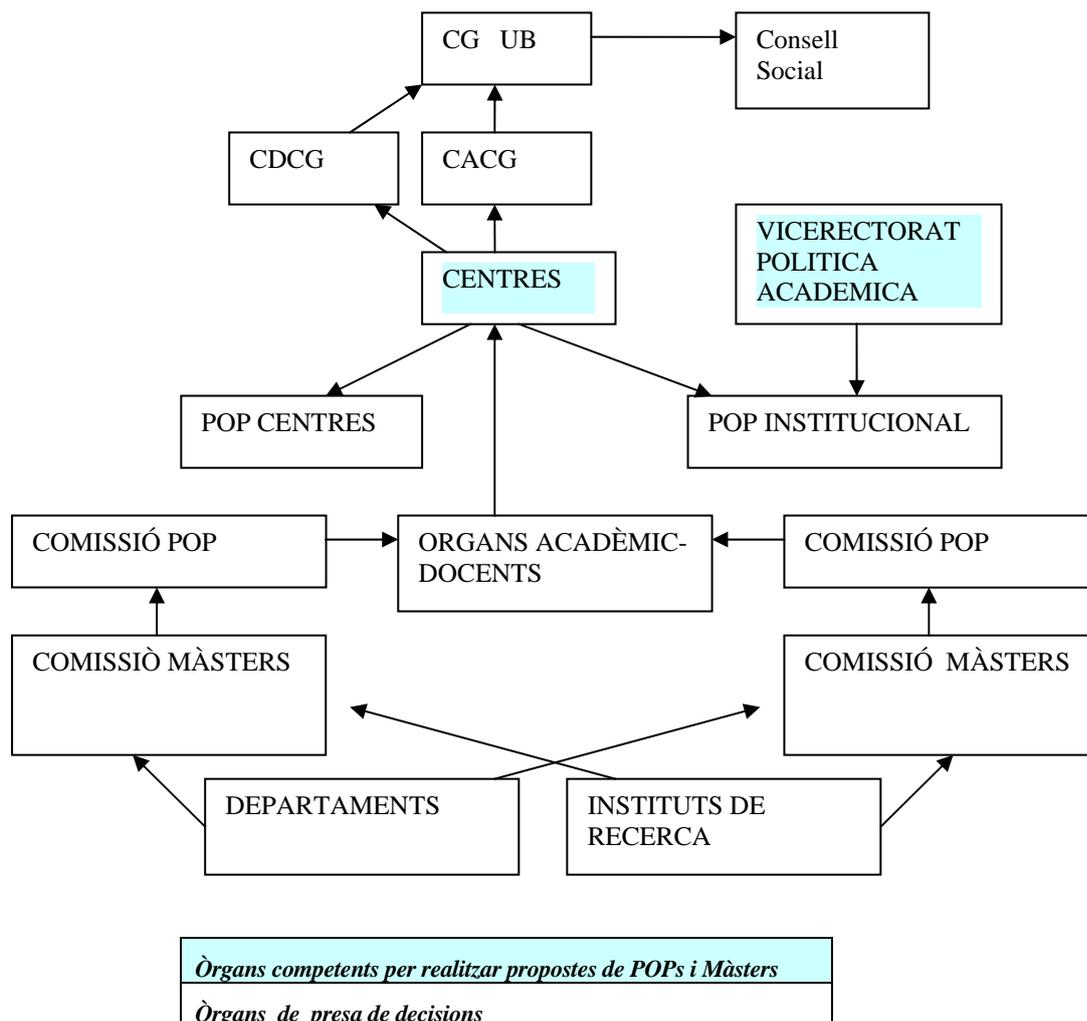 CG UB
Consell
Social
CDCG
CACG
VICERECTORAT
POLITICA
ACADEMICA
CENTRES
POP CENTRES
POP INSTITUCIONAL
COMISSIÓ POP
ORGANS ACADÈMIC-
DOCENTS
COMISSIÓ POP
COMISSIÒ MÀSTERS
COMISSIÓ MÀSTERS
DEPARTAMENTS
INSTITUTS DE
RECERCA
Òrgans competents per realitzar propostes de POPs i Màsters
Òrgans de presa de decisions